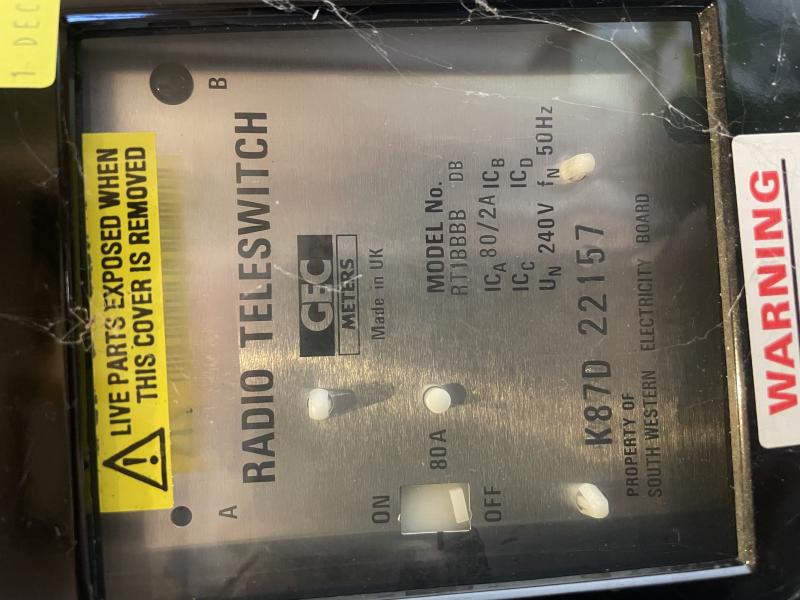 1 DEC
LIVE PARTS EXPOSED WHEN
THIS COVER IS REMOVED
A
B
RADIO TELESWITCH
GEC
METERS
Made in UK
ON
80A
OFF
MODEL No.
RT1BBBB DB
ICA 80/2A ICB
ICC ICD
UN 240V fN 50Hz
K87D 22157
PROPERTY OF
SOUTH WESTERN ELECTRICITY BOARD
WARNING